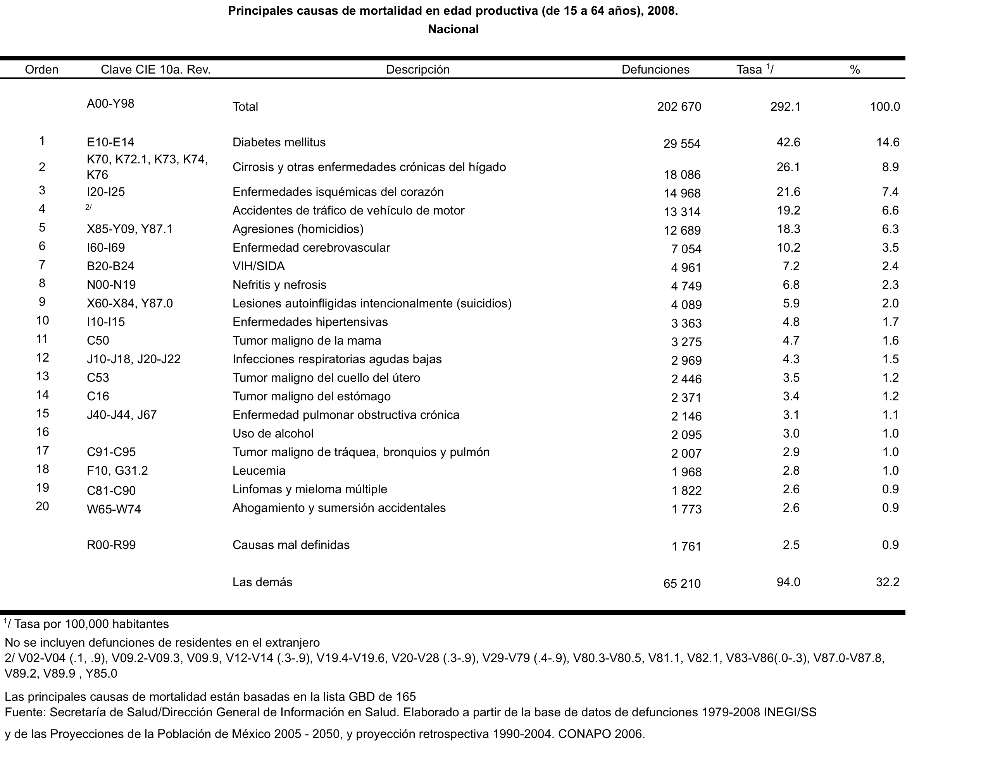 Principales causas de mortalidad en edad productiva (de 15 a 64 años), 2008.
Nacional
Orden Clave CIE 10a. Rev. Descripción Defunciones Tasa 1/ %
A00-Y98 Total 202 670 292.1 100.0
1 E10-E14 Diabetes mellitus 29 554 42.6 14.6
2 K70, K72.1, K73, K74, K76 Cirrosis y otras enfermedades crónicas del hígado 18 086 26.1 8.9
3 I20-I25 Enfermedades isquémicas del corazón 14 968 21.6 7.4
4 2/ Accidentes de tráfico de vehículo de motor 13 314 19.2 6.6
5 X85-Y09, Y87.1 Agresiones (homicidios) 12 689 18.3 6.3
6 I60-I69 Enfermedad cerebrovascular 7 054 10.2 3.5
7 B20-B24 VIH/SIDA 4 961 7.2 2.4
8 N00-N19 Nefritis y nefrosis 4 749 6.8 2.3
9 X60-X84, Y87.0 Lesiones autoinfligidas intencionalmente (suicidios) 4 089 5.9 2.0
10 I10-I15 Enfermedades hipertensivas 3 363 4.8 1.7
11 C50 Tumor maligno de la mama 3 275 4.7 1.6
12 J10-J18, J20-J22 Infecciones respiratorias agudas bajas 2 969 4.3 1.5
13 C53 Tumor maligno del cuello del útero 2 446 3.5 1.2
14 C16 Tumor maligno del estómago 2 371 3.4 1.2
15 J40-J44, J67 Enfermedad pulmonar obstructiva crónica 2 146 3.1 1.1
16 Uso de alcohol 2 095 3.0 1.0
17 C91-C95 Tumor maligno de tráquea, bronquios y pulmón 2 007 2.9 1.0
18 F10, G31.2 Leucemia 1 968 2.8 1.0
19 C81-C90 Linfomas y mieloma múltiple 1 822 2.6 0.9
20 W65-W74 Ahogamiento y sumersión accidentales 1 773 2.6 0.9
R00-R99 Causas mal definidas 1 761 2.5 0.9
Las demás 65 210 94.0 32.2
1/ Tasa por 100,000 habitantes
No se incluyen defunciones de residentes en el extranjero
2/ V02-V04 (.1, .9), V09.2-V09.3, V09.9, V12-V14 (.3-.9), V19.4-V19.6, V20-V28 (.3-.9), V29-V79 (.4-.9), V80.3-V80.5, V81.1, V82.1, V83-V86(.0-.3), V87.0-V87.8,
V89.2, V89.9 , Y85.0
Las principales causas de mortalidad están basadas en la lista GBD de 165
Fuente: Secretaría de Salud/Dirección General de Información en Salud. Elaborado a partir de la base de datos de defunciones 1979-2008 INEGI/SS
y de las Proyecciones de la Población de México 2005 - 2050, y proyección retrospectiva 1990-2004. CONAPO 2006.